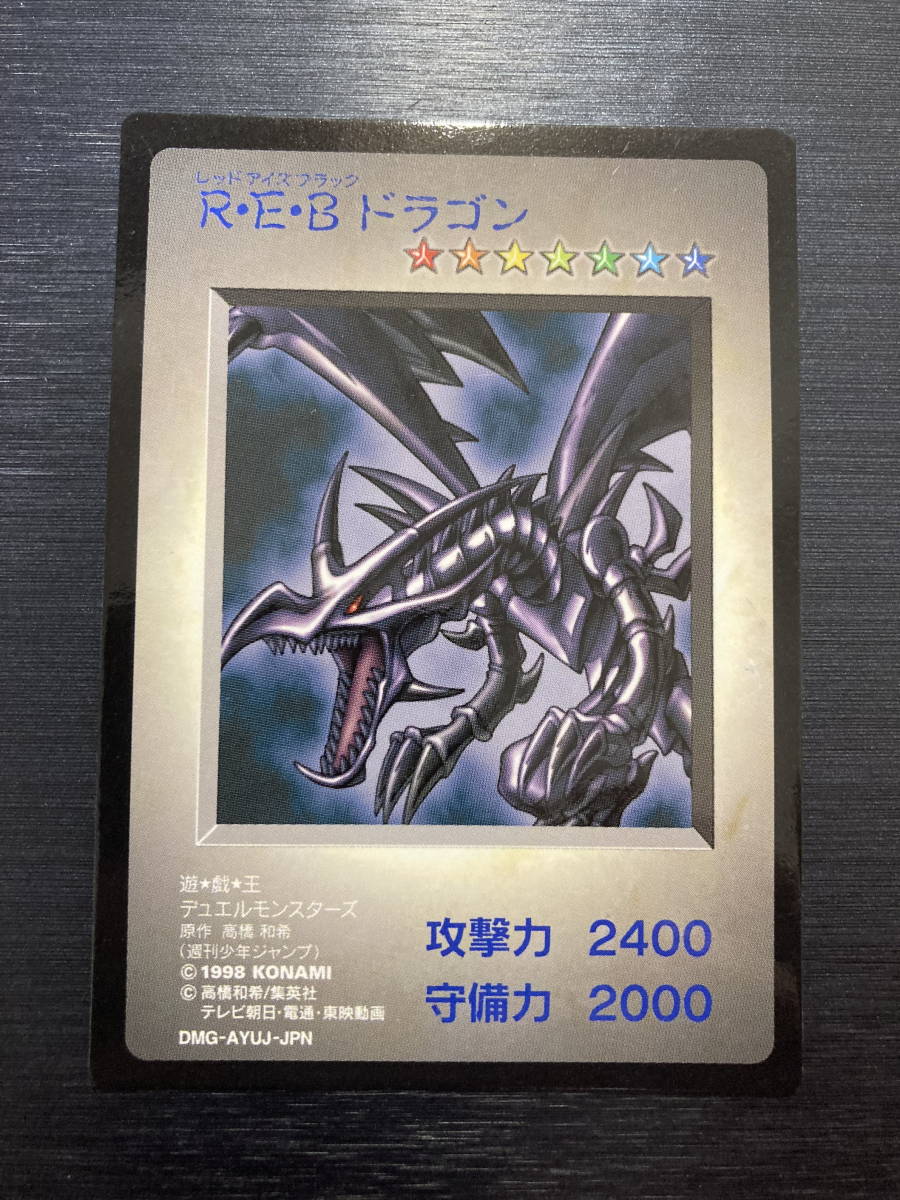 レッドアイズブラック
R・E・Bドラゴン
遊★戯★王
デュエルモンスターズ
原作 高橋 和希
(週刊少年ジャンプ)
©1998 KONAMI
©高橋和希/集英社
テレビ朝日・電通・東映動画
DMG-AYUJ-JPN
攻撃力 2400
守備力 2000